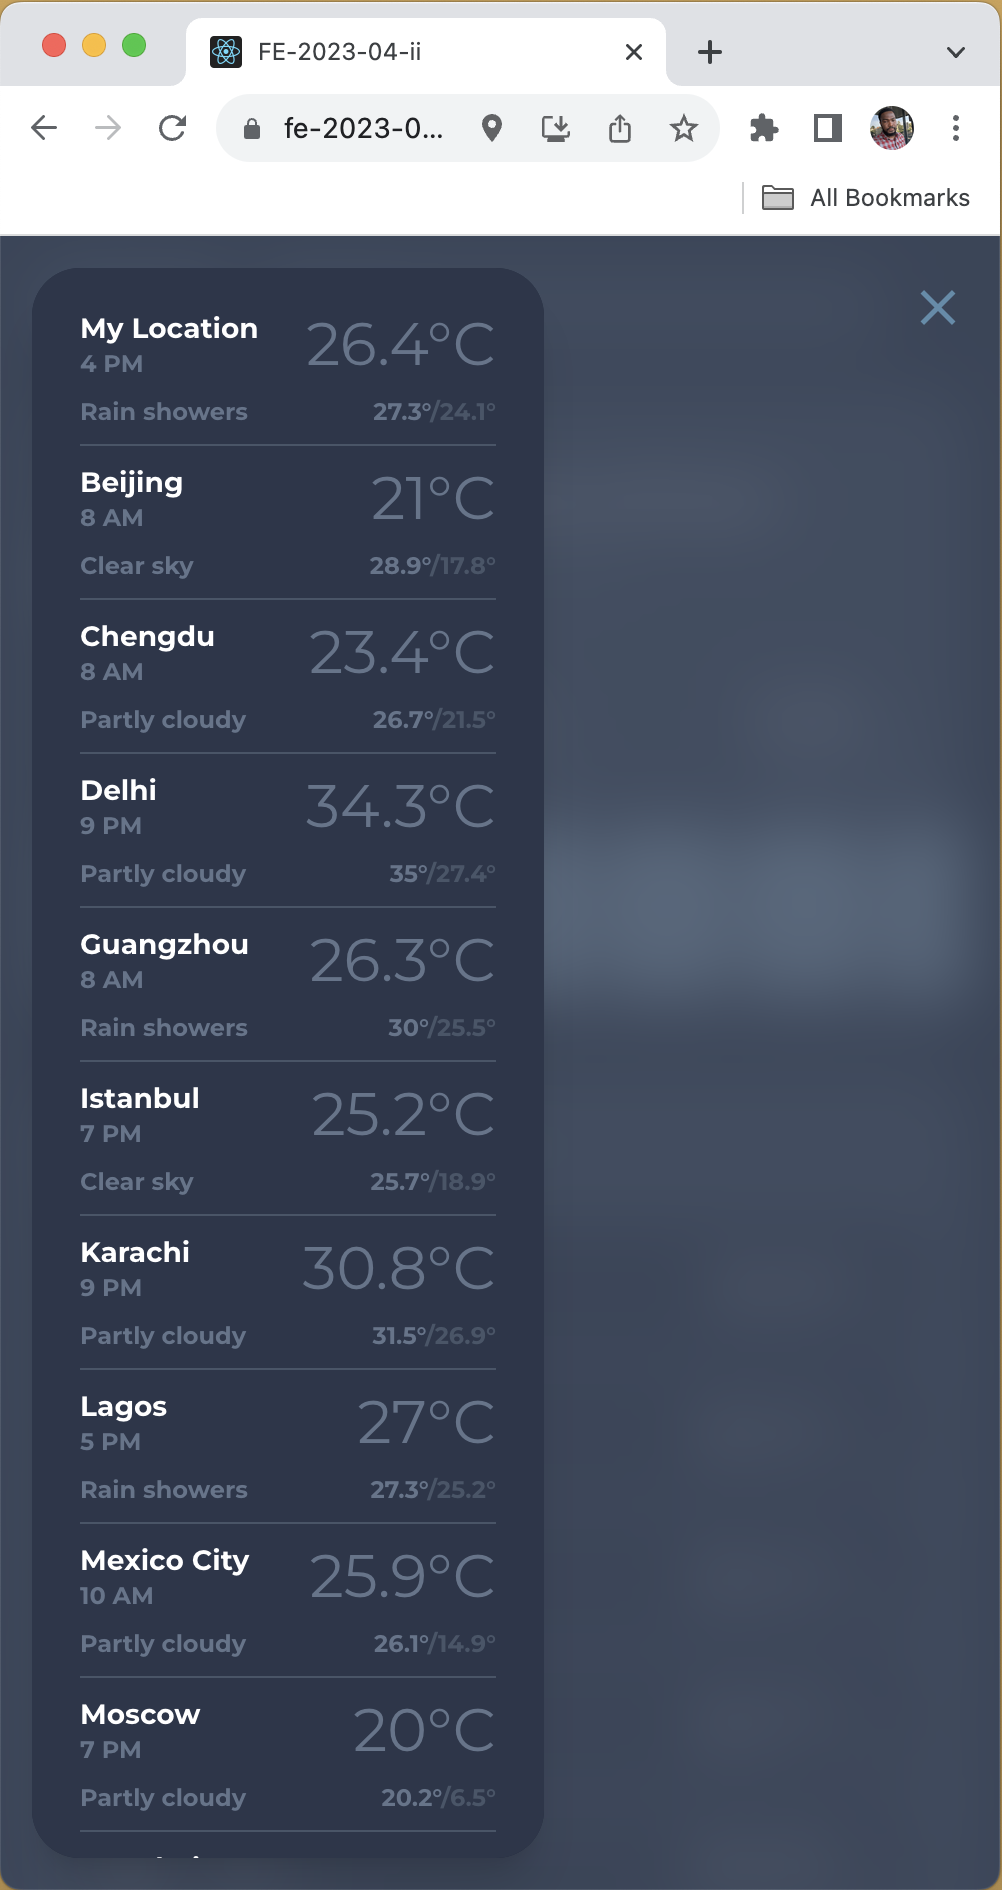 FE-2023-04-ii
fe-2023-0...
All Bookmarks
My Location
26.4°C
4 PM
Rain showers
27.3°/24.1°
Beijing
21°C
8 AM
Clear sky
28.9°/17.8°
Chengdu
23.4°C
8 AM
Partly cloudy
26.7°/21.5°
Delhi
34.3°C
9 PM
Partly cloudy
35°/27.4°
Guangzhou
26.3°C
8 AM
Rain showers
30°/25.5°
Istanbul
25.2°C
7 PM
Clear sky
25.7°/18.9°
Karachi
30.8°C
9 PM
Partly cloudy
31.5°/26.9°
Lagos
27°C
5 PM
Rain showers
27.3°/25.2°
Mexico City
25.9°C
10 AM
Partly cloudy
26.1°/14.9°
Moscow
20°C
7 PM
Partly cloudy
20.2°/6.5°